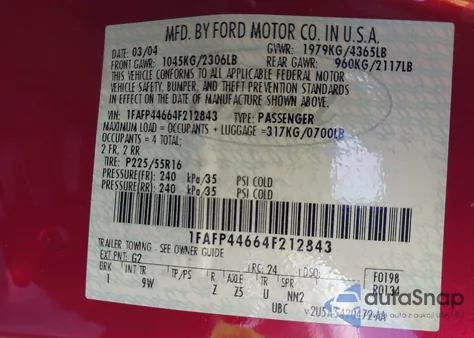 MFD. BY FORD MOTOR CO. IN U.S.A.
DATE: 03/04 GVWR: 1979KG/4365LB
FRONT GAWR: 1045KG/2306LB REAR GAWR: 960KG/2117LB
THIS VEHICLE CONFORMS TO ALL APPLICABLE FEDERAL MOTOR
VEHICLE SAFETY, BUMPER, AND THEFT PREVENTION STANDARDS
IN EFFECT ON THE DATE OF MANUFACTURE SHOWN ABOVE.
VIN: 1FAFP44664F212843 TYPE: PASSENGER
MAXIMUM LOAD = OCCUPANTS + LUGGAGE = 317KG/0700LB
OCCUPANTS = 4 TOTAL;
2 FR, 2 RR
TIRE: P225/55R16
PRESSURE(FR): 240 kPa/35 PSI COLD
PRESSURE(RR): 240 kPa/35 PSI COLD
1FAFP44664F212843
TRAILER TOWING: SEE OWNER GUIDE
EXT PNT: G2 RC: 24 DSO: F0198
BRK INT TR TP/PS R AXLE TR SPR R0134
1 9W Z Z5 U NN2
UBC
autoSnap